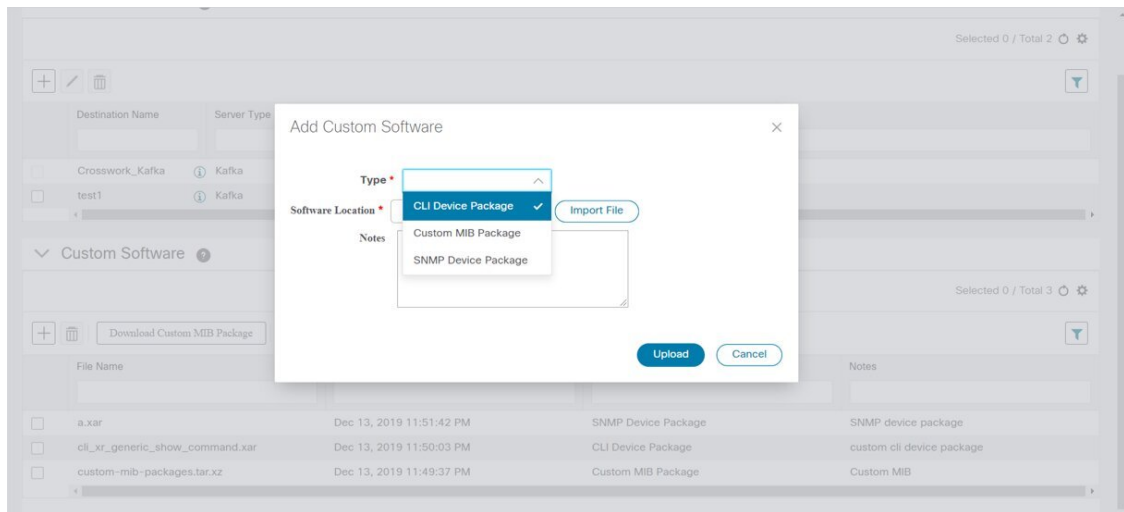 Selected 0 / Total 2
Destination Name Server Type
Add Custom Software
Crosswork_Kafka Kafka
test1 Kafka
Type *
CLI Device Package
Software Location * Import File
Custom MIB Package
Notes
SNMP Device Package
Custom Software
Selected 0 / Total 3
Download Custom MIB Package
Upload Cancel
File Name Notes
a.xar Dec 13, 2019 11:51:42 PM SNMP Device Package SNMP device package
cli_xr_generic_show_command.xar Dec 13, 2019 11:50:03 PM CLI Device Package custom cli device package
custom-mib-packages.tar.xz Dec 13, 2019 11:49:37 PM Custom MIB Package Custom MIB